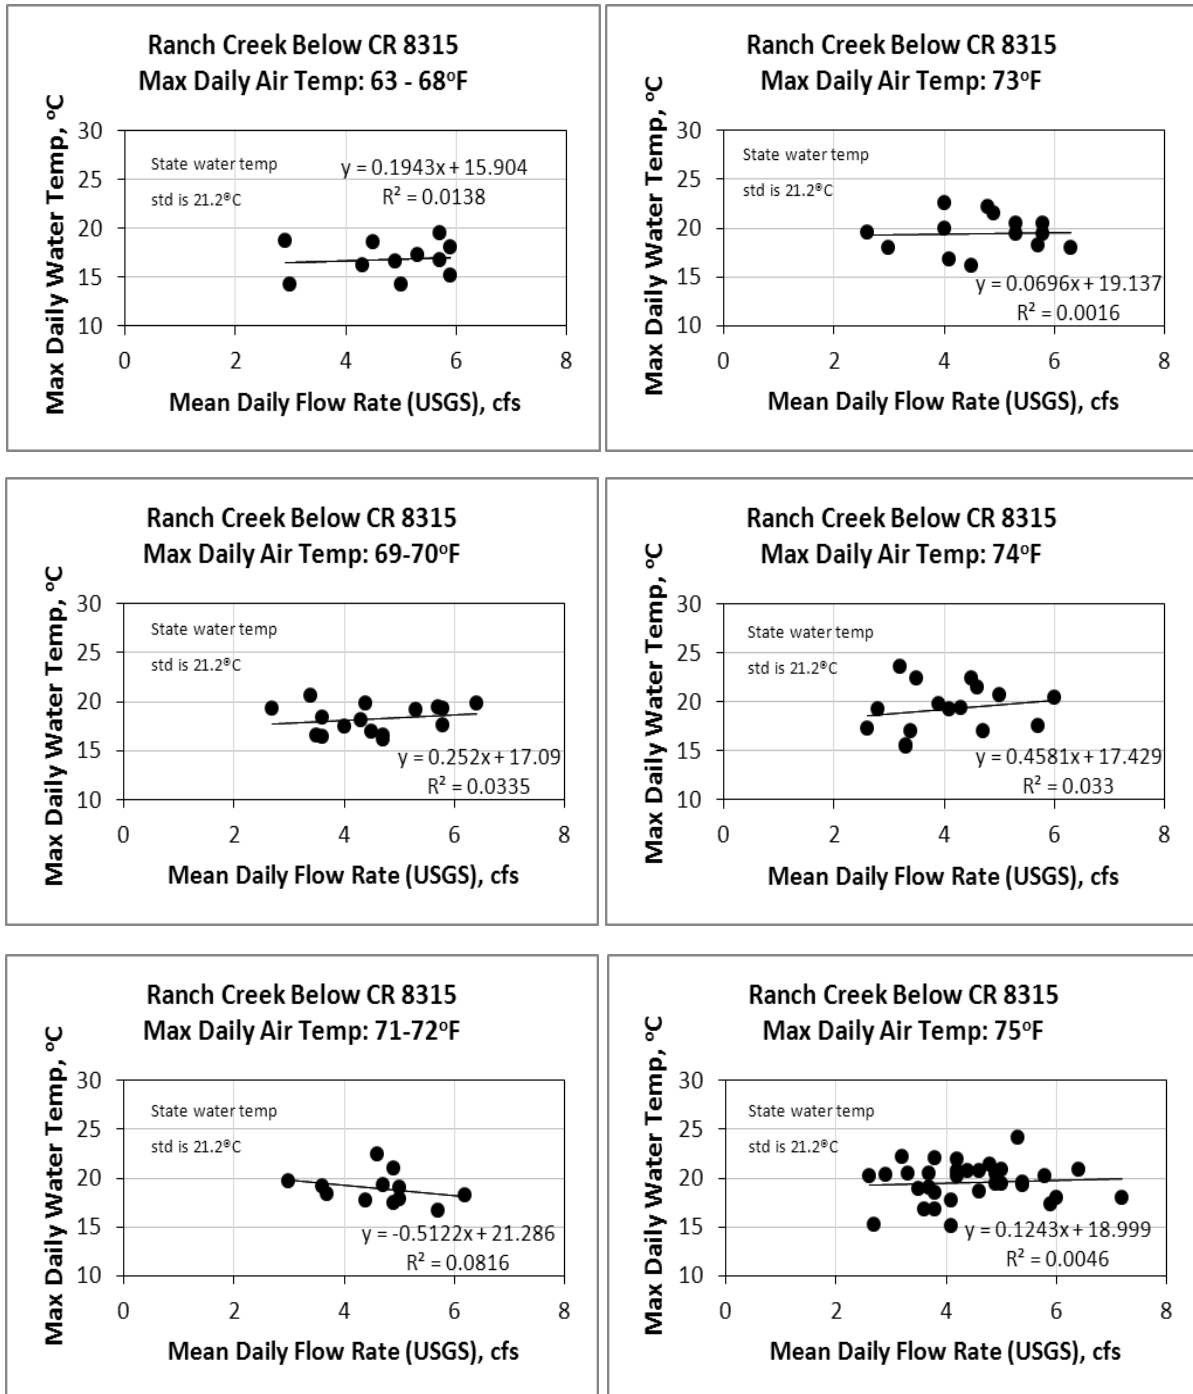 Ranch Creek Below CR 8315
Max Daily Air Temp: 63 - 68°F
Max Daily Water Temp, °C
30
25
20
15
10
State water temp
std is 21.2°C
y = 0.1943x + 15.904
R² = 0.0138
0 2 4 6 8
Mean Daily Flow Rate (USGS), cfs
Ranch Creek Below CR 8315
Max Daily Air Temp: 73°F
Max Daily Water Temp, °C
30
25
20
15
10
State water temp
std is 21.2°C
y = 0.0696x + 19.137
R² = 0.0016
0 2 4 6 8
Mean Daily Flow Rate (USGS), cfs
Ranch Creek Below CR 8315
Max Daily Air Temp: 69-70°F
Max Daily Water Temp, °C
30
25
20
15
10
State water temp
std is 21.2°C
y = 0.252x + 17.09
R² = 0.0335
0 2 4 6 8
Mean Daily Flow Rate (USGS), cfs
Ranch Creek Below CR 8315
Max Daily Air Temp: 74°F
Max Daily Water Temp, °C
30
25
20
15
10
State water temp
std is 21.2°C
y = 0.4581x + 17.429
R² = 0.033
0 2 4 6 8
Mean Daily Flow Rate (USGS), cfs
Ranch Creek Below CR 8315
Max Daily Air Temp: 71-72°F
Max Daily Water Temp, °C
30
25
20
15
10
State water temp
std is 21.2°C
y = -0.5122x + 21.286
R² = 0.0816
0 2 4 6 8
Mean Daily Flow Rate (USGS), cfs
Ranch Creek Below CR 8315
Max Daily Air Temp: 75°F
Max Daily Water Temp, °C
30
25
20
15
10
State water temp
std is 21.2°C
y = 0.1243x + 18.999
R² = 0.0046
0 2 4 6 8
Mean Daily Flow Rate (USGS), cfs